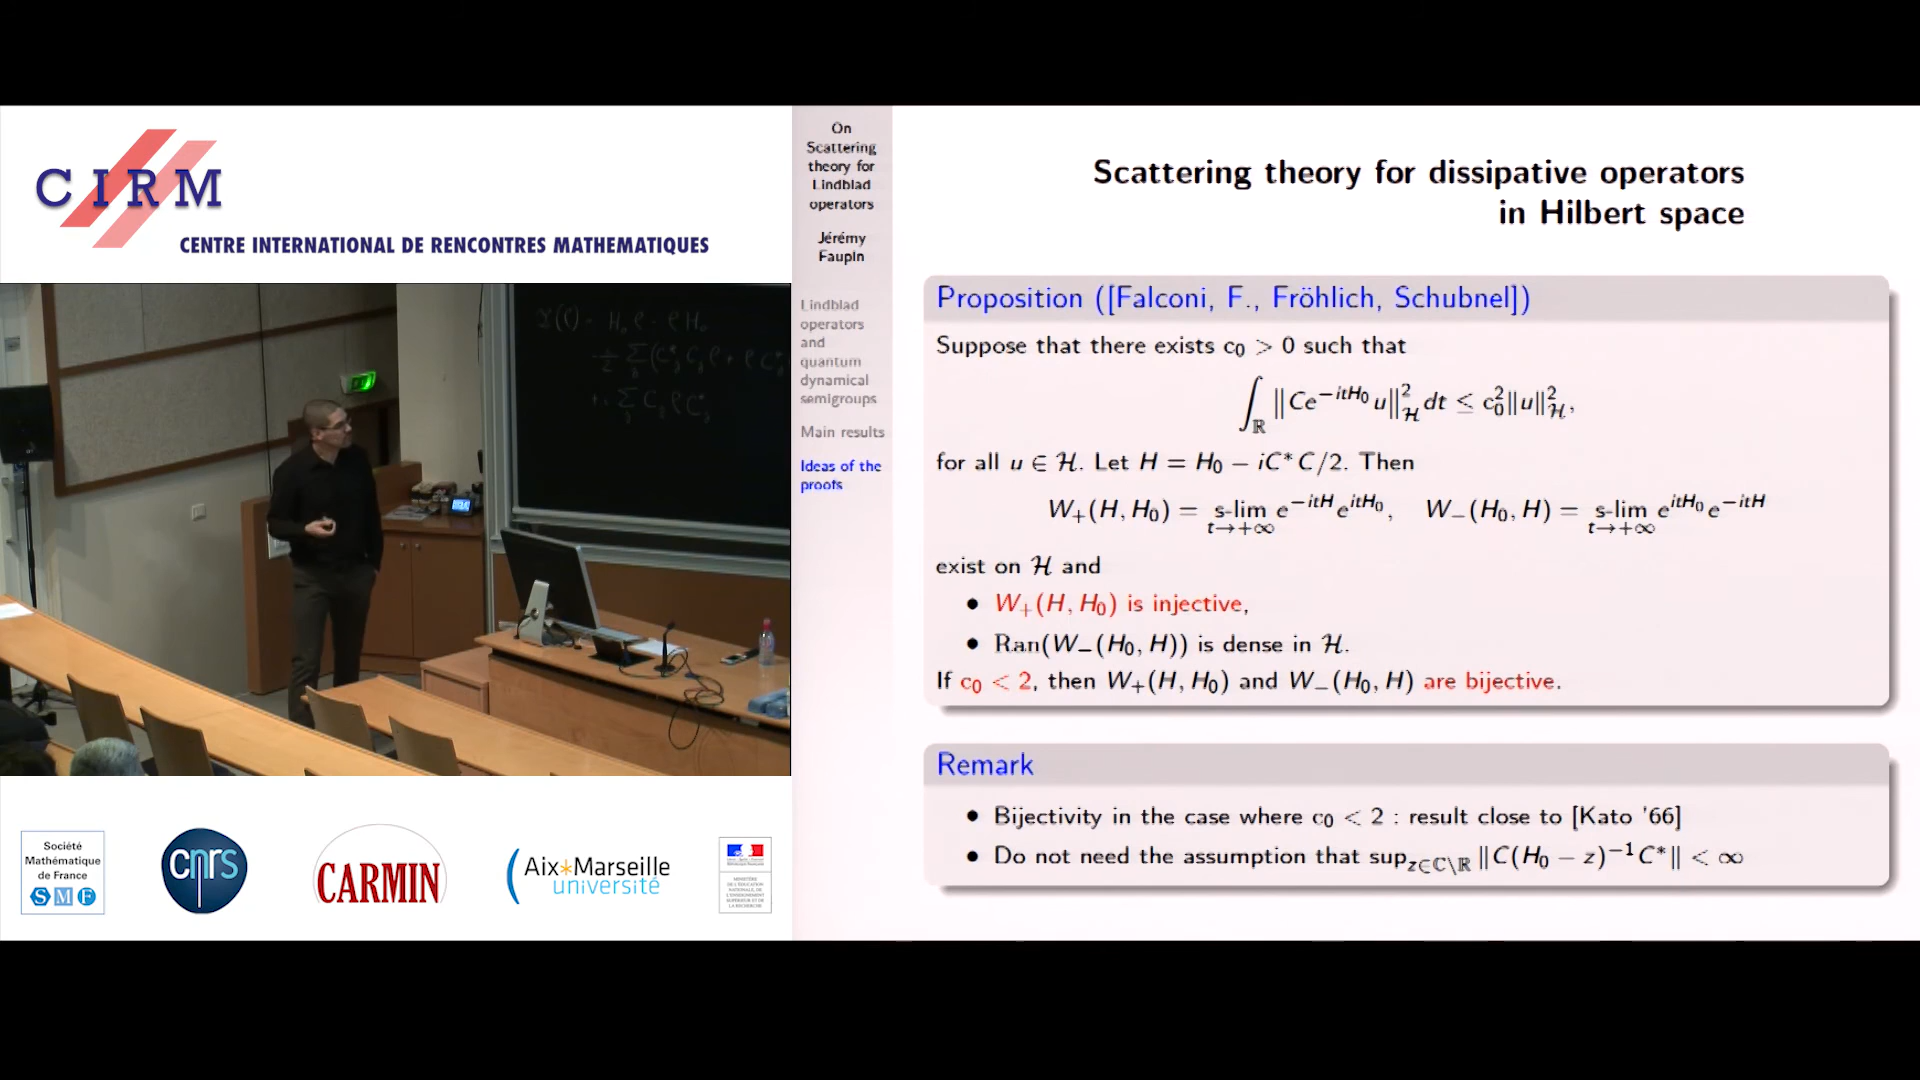 CIRM
CENTRE INTERNATIONAL DE RENCONTRES MATHEMATIQUES
Société
Mathématique
de France
SMF
cnrs
CARMIN
Aix*Marseille
université
On
Scattering
theory for
Lindblad
operators
Jérémy
Faupin
Lindblad
operators
and
quantum
dynamical
semigroups
Main results
Ideas of the
proofs
Scattering theory for dissipative operators
in Hilbert space
Proposition ([Falconi, F., Fröhlich, Schubnel])
Suppose that there exists c₀ > 0 such that
∫_ℝ ‖Ce^{−itH₀}u‖²_ℋ dt ≤ c₀²‖u‖²_ℋ,
for all u ∈ ℋ. Let H = H₀ − iC*C/2. Then
W₊(H, H₀) = s-lim_{t→+∞} e^{−itH}e^{itH₀}, W₋(H₀, H) = s-lim_{t→+∞} e^{itH₀}e^{−itH}
exist on ℋ and
• W₊(H, H₀) is injective,
• Ran(W₋(H₀, H)) is dense in ℋ.
If c₀ < 2, then W₊(H, H₀) and W₋(H₀, H) are bijective.
Remark
• Bijectivity in the case where c₀ < 2 : result close to [Kato '66]
• Do not need the assumption that sup_{z∈ℂ\ℝ} ‖C(H₀ − z)⁻¹C*‖ < ∞